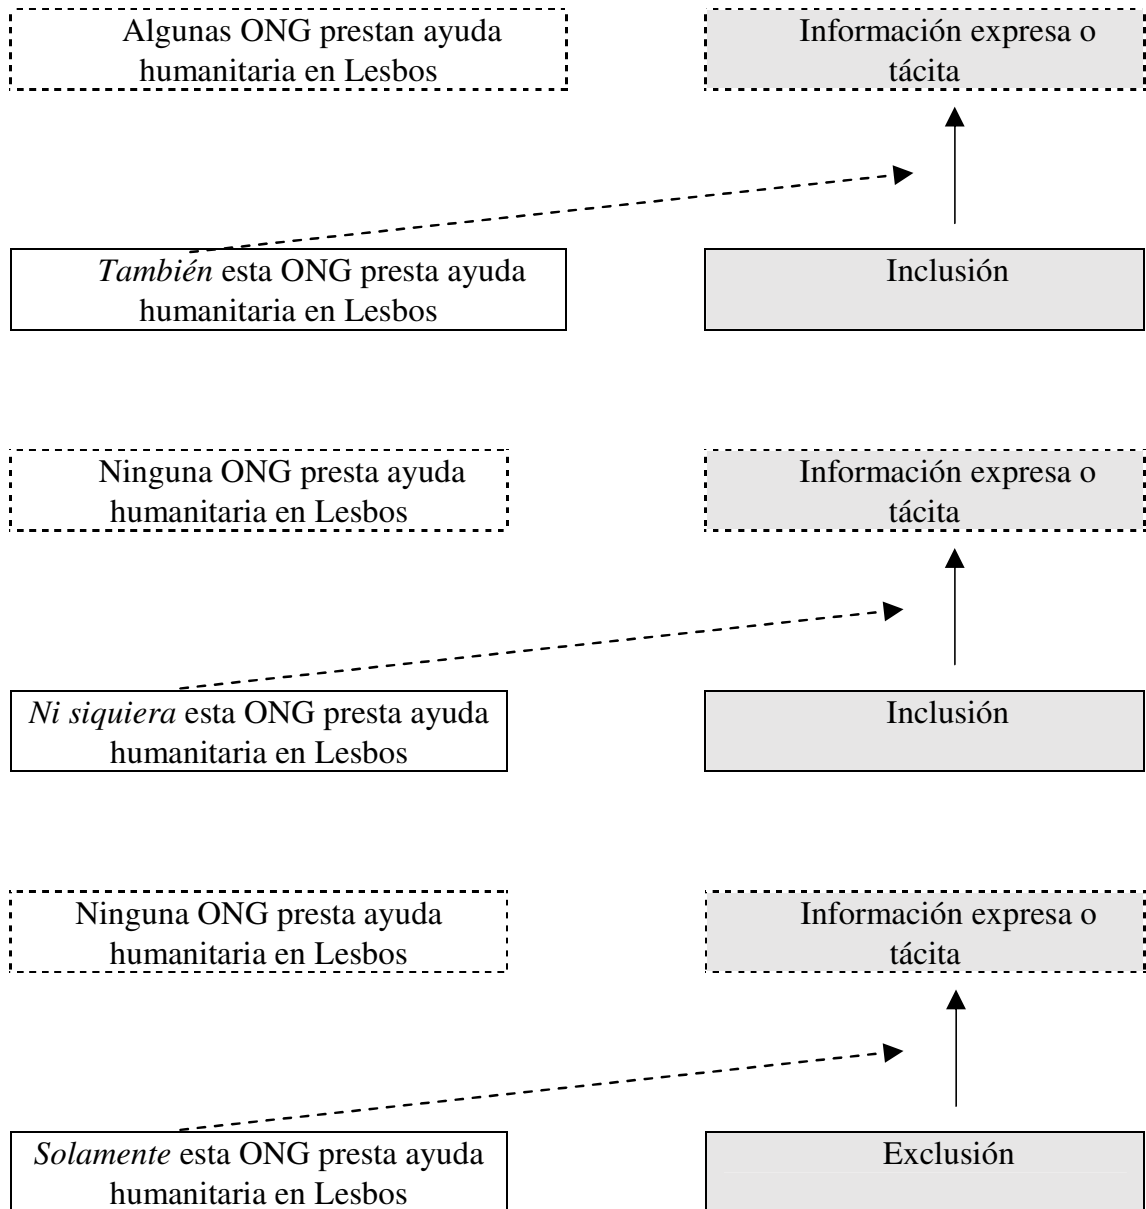 Algunas ONG prestan ayuda
humanitaria en Lesbos
Información expresa o
tácita
También esta ONG presta ayuda
humanitaria en Lesbos
Inclusión
Ninguna ONG presta ayuda
humanitaria en Lesbos
Información expresa o
tácita
Ni siquiera esta ONG presta ayuda
humanitaria en Lesbos
Inclusión
Ninguna ONG presta ayuda
humanitaria en Lesbos
Información expresa o
tácita
Solamente esta ONG presta ayuda
humanitaria en Lesbos
Exclusión